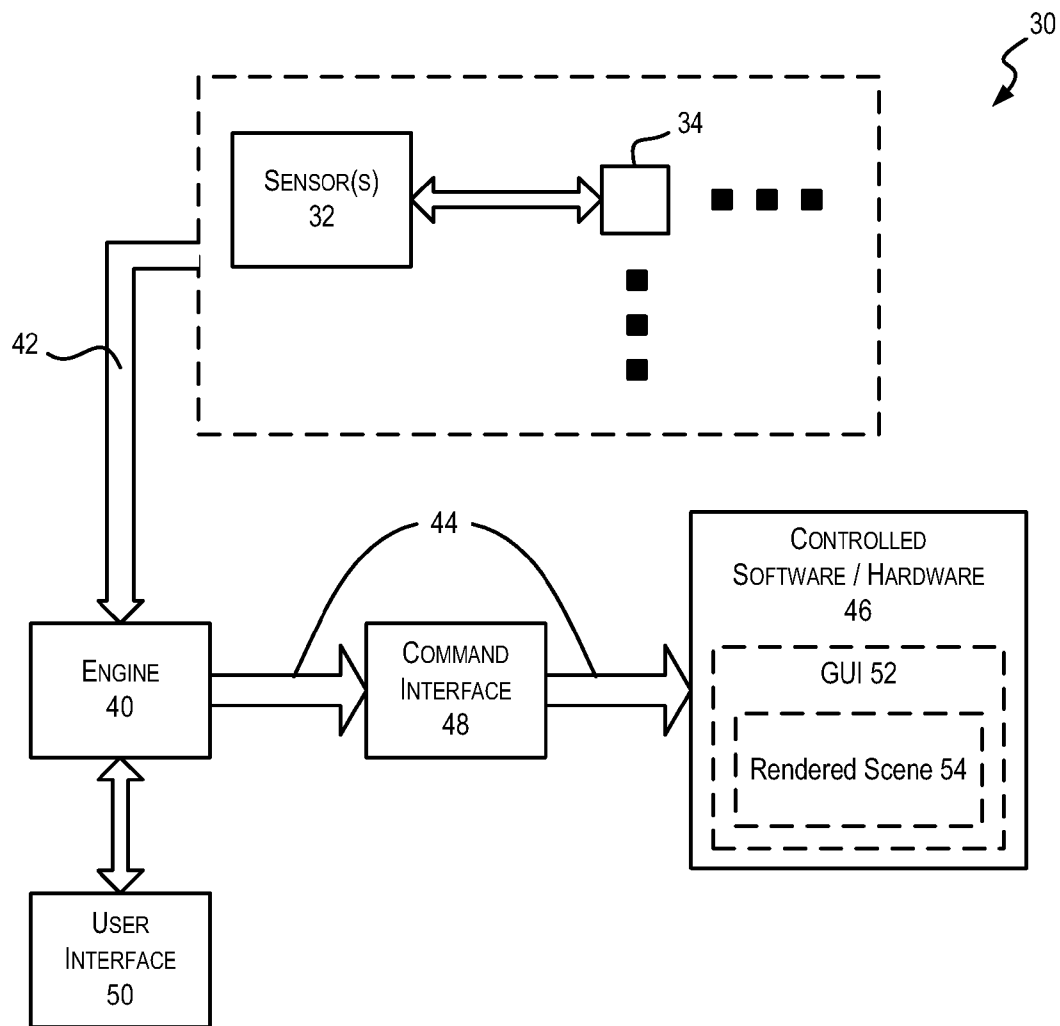 30
34
SENSOR(S)
32
42
44
CONTROLLED
SOFTWARE / HARDWARE
46
ENGINE
40
COMMAND
INTERFACE
48
GUI 52
Rendered Scene 54
USER
INTERFACE
50